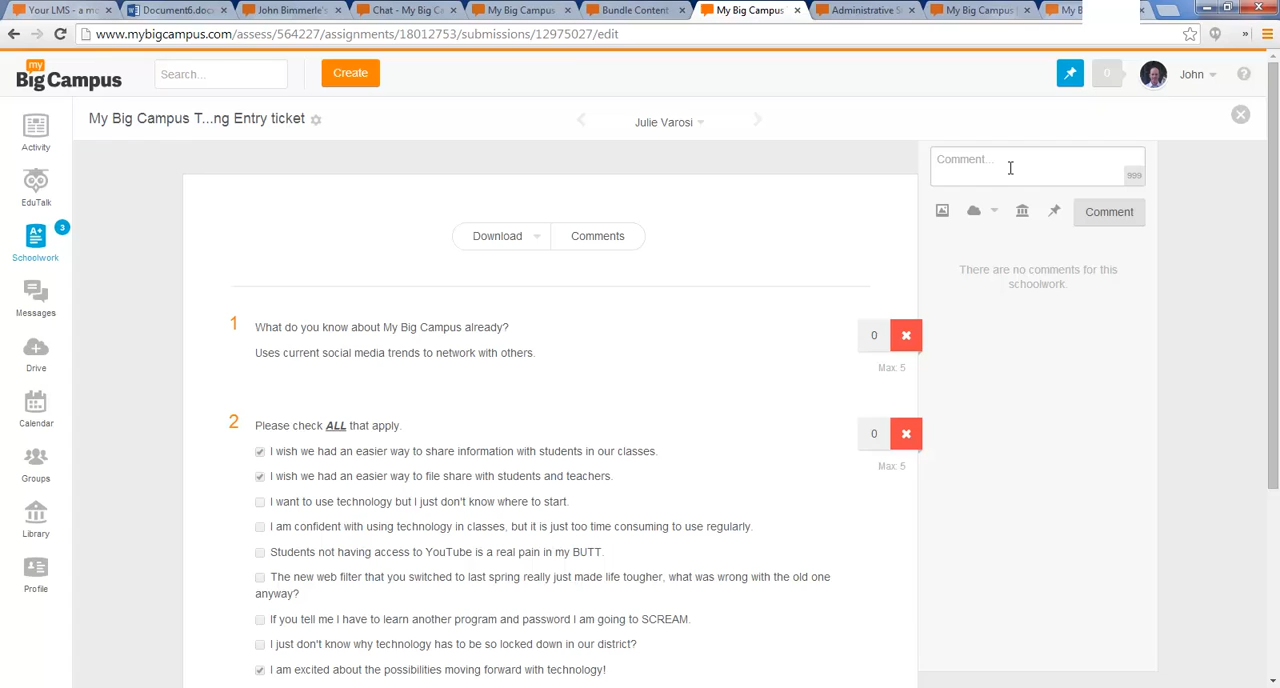 Your LMS - a mo
Document6.docx
John Bimmerle's
Chat - My Big Ca
My Big Campus
Bundle Content
My Big Campus
Administrative S
My Big Campus
My B
www.mybigcampus.com/assess/564227/assignments/18012753/submissions/12975027/edit
my
Big Campus
Search...
Create
0
John
My Big Campus T...ng Entry ticket
Julie Varosi
Activity
EduTalk
3
Schoolwork
Messages
Drive
Calendar
Groups
Library
Profile
Download
Comments
Comment...
999
Comment
There are no comments for this
schoolwork.
1 What do you know about My Big Campus already?
Uses current social media trends to network with others.
0
Max: 5
2 Please check ALL that apply.
0
Max: 5
I wish we had an easier way to share information with students in our classes.
I wish we had an easier way to file share with students and teachers.
I want to use technology but I just don't know where to start.
I am confident with using technology in classes, but it is just too time consuming to use regularly.
Students not having access to YouTube is a real pain in my BUTT.
The new web filter that you switched to last spring really just made life tougher, what was wrong with the old one
anyway?
If you tell me I have to learn another program and password I am going to SCREAM.
I just don't know why technology has to be so locked down in our district?
I am excited about the possibilities moving forward with technology!